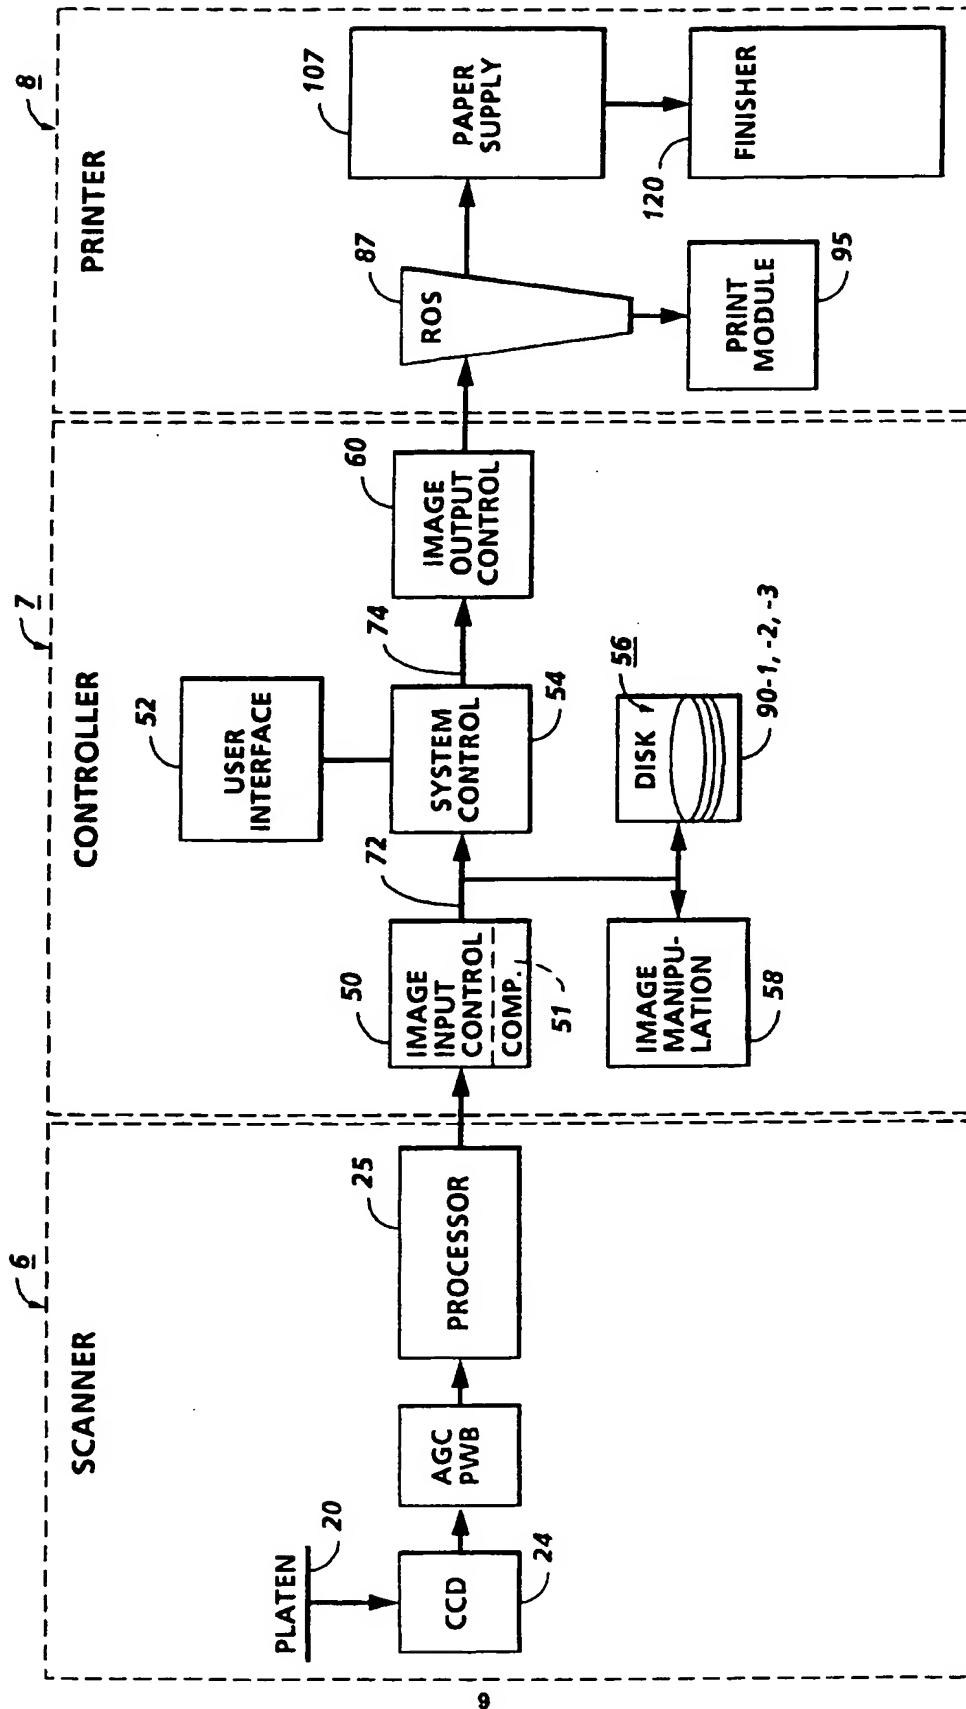 6
SCANNER
PLATEN
20
CCD
24
AGC
PWB
PROCESSOR
25
7
CONTROLLER
IMAGE
INPUT
CONTROL
50
COMP.
51
72
USER
INTERFACE
52
SYSTEM
CONTROL
54
74
IMAGE
OUTPUT
CONTROL
60
IMAGE
MANIPU-
LATION
58
DISK
56
90-1, -2, -3
8
PRINTER
ROS
87
PRINT
MODULE
95
PAPER
SUPPLY
107
FINISHER
120
9